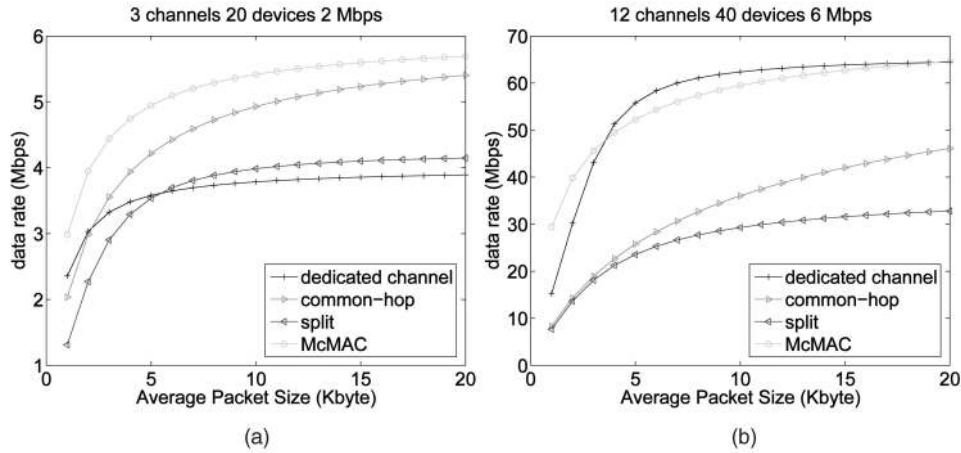 3 channels 20 devices 2 Mbps
6
5
4
3
2
1
0
5
10
15
20
data rate (Mbps)
Average Packet Size (Kbyte)
dedicated channel
common-hop
split
McMAC
(a)
12 channels 40 devices 6 Mbps
70
60
50
40
30
20
10
0
0
5
10
15
20
data rate (Mbps)
Average Packet Size (Kbyte)
dedicated channel
common-hop
split
McMAC
(b)